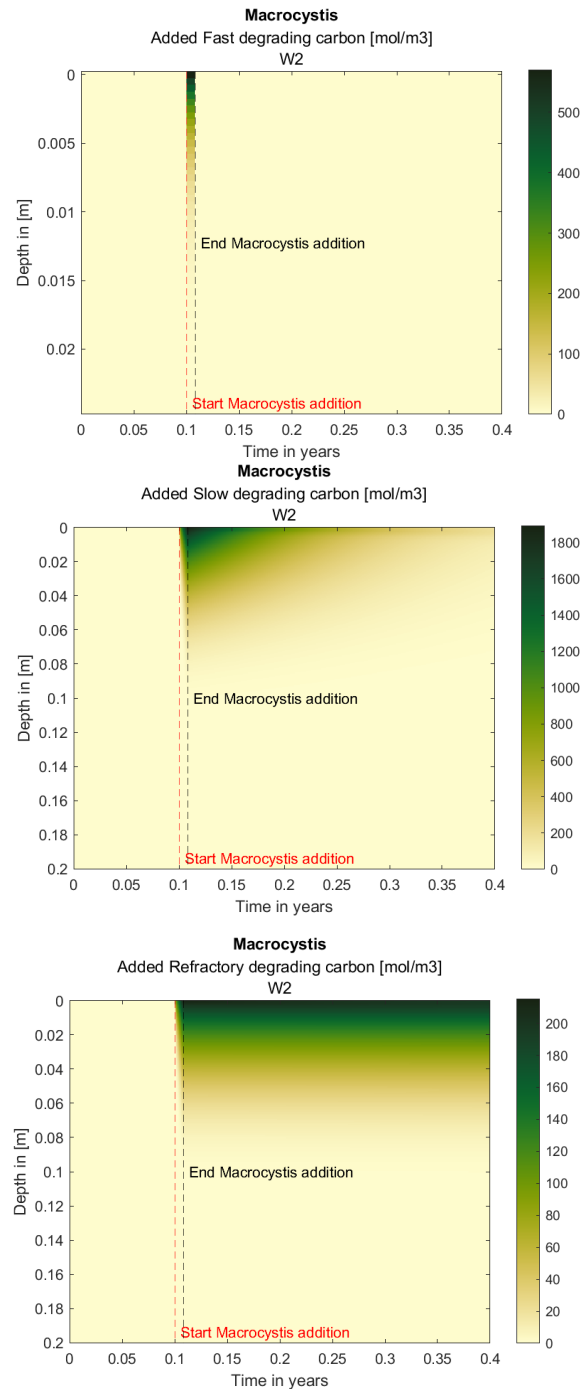 Macrocystis
Added Fast degrading carbon [mol/m3]
W2
0
0.005
0.01
0.015
0.02
Depth in [m]
End Macrocystis addition
Start Macrocystis addition
0 0.05 0.1 0.15 0.2 0.25 0.3 0.35 0.4
Time in years
500
400
300
200
100
0
Macrocystis
Added Slow degrading carbon [mol/m3]
W2
0
0.02
0.04
0.06
0.08
0.1
0.12
0.14
0.16
0.18
0.2
Depth in [m]
End Macrocystis addition
Start Macrocystis addition
0 0.05 0.1 0.15 0.2 0.25 0.3 0.35 0.4
Time in years
1800
1600
1400
1200
1000
800
600
400
200
0
Macrocystis
Added Refractory degrading carbon [mol/m3]
W2
0
0.02
0.04
0.06
0.08
0.1
0.12
0.14
0.16
0.18
0.2
Depth in [m]
End Macrocystis addition
Start Macrocystis addition
0 0.05 0.1 0.15 0.2 0.25 0.3 0.35 0.4
Time in years
200
180
160
140
120
100
80
60
40
20
0